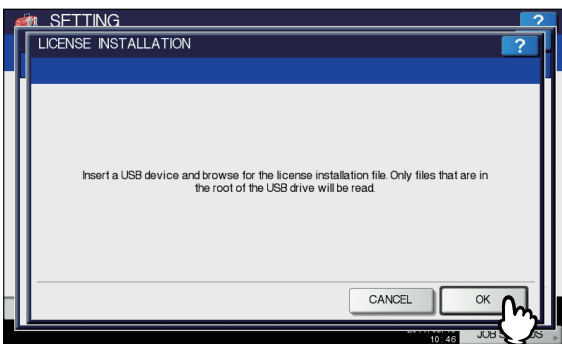 SETTING
?
LICENSE INSTALLATION
?
Insert a USB device and browse for the license installation file. Only files that are in
the root of the USB drive will be read.
CANCEL
OK
10:46